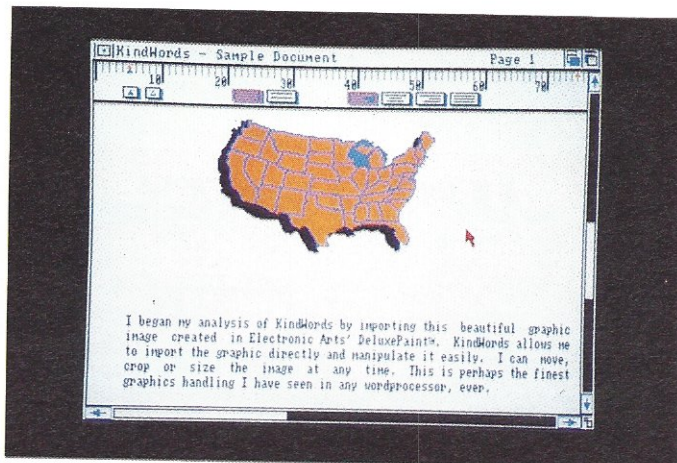 KindWords - Sample Document Page 1
10 20 30 40 50 60 70
I began my analysis of KindWords by importing this beautiful graphic
image created in Electronic Arts' DeluxePaint™. KindWords allows me
to import the graphic directly and manipulate it easily. I can move,
crop or size the image at any time. This is perhaps the finest
graphics handling I have seen in any wordprocessor, ever.